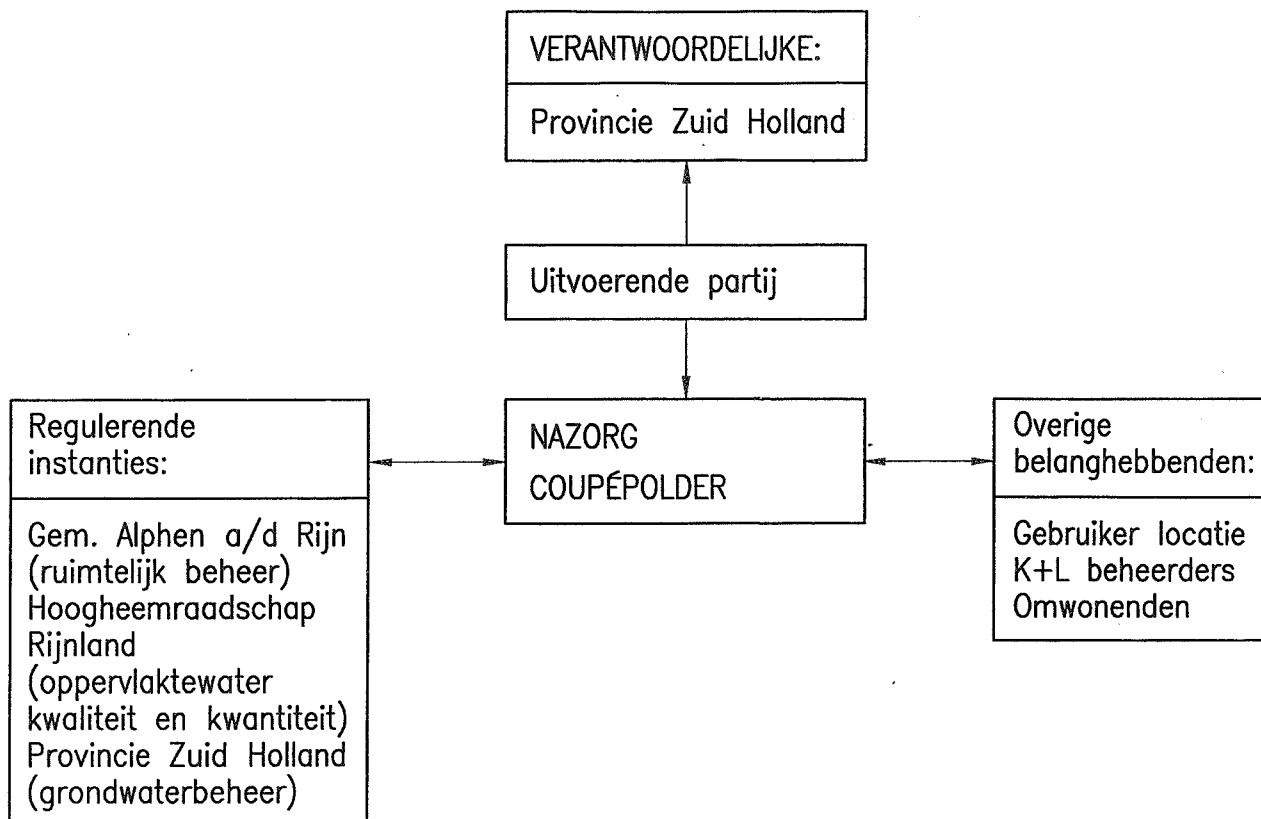 VERANTWOORDELIJKE:
Provincie Zuid Holland
Uitvoerende partij
Regulerende
instanties:
Gem. Alphen a/d Rijn
(ruimtelijk beheer)
Hoogheemraadschap
Rijnland
(oppervlaktewater
kwaliteit en kwantiteit)
Provincie Zuid Holland
(grondwaterbeheer)
NAZORG
COUPÉPOLDER
Overige
belanghebbenden:
Gebruiker locatie
K+L beheerders
Omwonenden